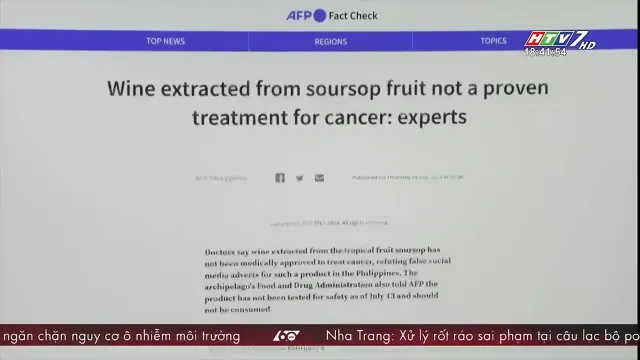 AFP Fact Check
TOP NEWS
REGIONS
TOPICS
HTV7 HD
18:41:54
Wine extracted from soursop fruit not a proven
treatment for cancer: experts
Doctors say wine extracted from the tropical fruit soursop has
not been medically approved to treat cancer, refuting false social
media adverts for such a product in the Philippines. The
archipelago's Food and Drug Administration also told AFP the
product has not been tested for safety as of July 13 and should
not be consumed.
ngăn chặn nguy cơ ô nhiễm môi trường
60
Nha Trang: Xử lý rốt ráo sai phạm tại câu lạc bộ